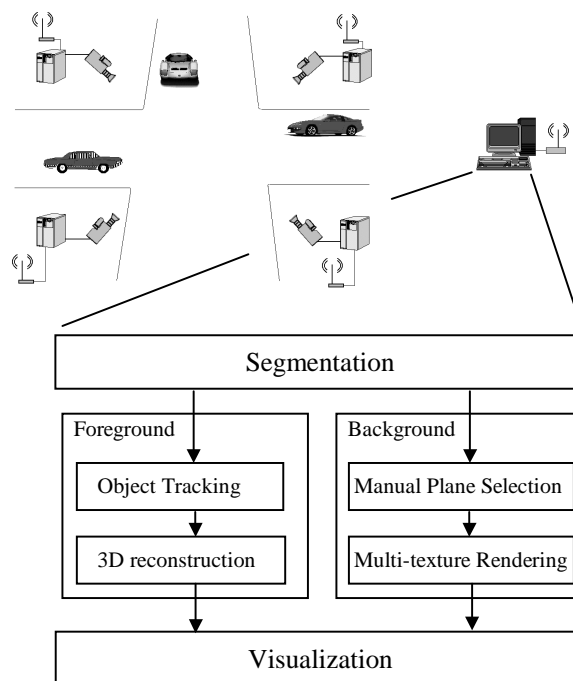 Segmentation
Foreground
Background
Object Tracking
Manual Plane Selection
3D reconstruction
Multi-texture Rendering
Visualization